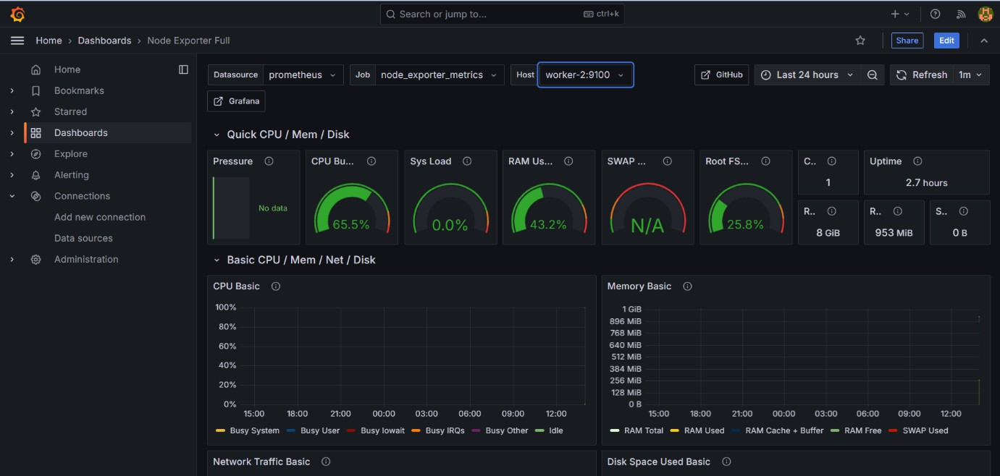 Search or jump to... ctrl+k
Home › Dashboards › Node Exporter Full Share Edit
Home
Bookmarks
Starred
Dashboards
Explore
Alerting
Connections
Add new connection
Data sources
Administration
Datasource prometheus Job node_exporter_metrics Host worker-2:9100 GitHub Last 24 hours Refresh 1m
Grafana
Quick CPU / Mem / Disk
Pressure CPU Bu... Sys Load RAM Us... SWAP ... Root FS... C.. Uptime
1 2.7 hours
No data 65.5% 0.0% 43.2% N/A 25.8%
R.. R.. S..
8 GiB 953 MiB 0 B
Basic CPU / Mem / Net / Disk
CPU Basic
100%
80%
60%
40%
20%
0%
15:00 18:00 21:00 00:00 03:00 06:00 09:00 12:00
Busy System Busy User Busy Iowait Busy IRQs Busy Other Idle
Memory Basic
1 GiB
896 MiB
768 MiB
640 MiB
512 MiB
384 MiB
256 MiB
128 MiB
0 B
15:00 18:00 21:00 00:00 03:00 06:00 09:00 12:00
RAM Total RAM Used RAM Cache + Buffer RAM Free SWAP Used
Network Traffic Basic
Disk Space Used Basic